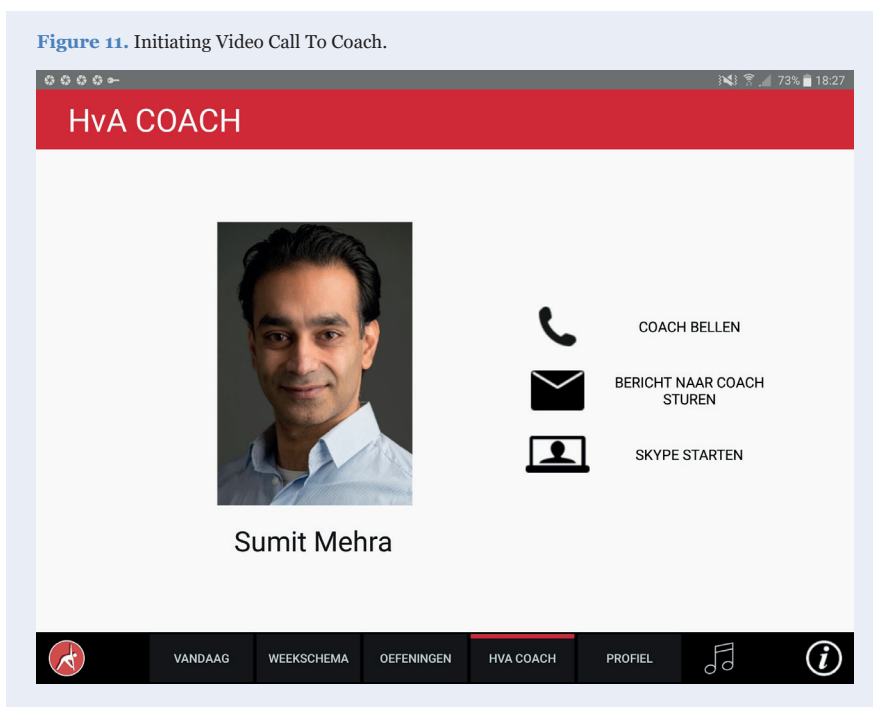 Figure 11. Initiating Video Call To Coach.
73% 18:27
HvA COACH
COACH BELLEN
BERICHT NAAR COACH
STUREN
SKYPE STARTEN
Sumit Mehra
VANDAAG WEEKSCHEMA OEFENINGEN HVA COACH PROFIEL i